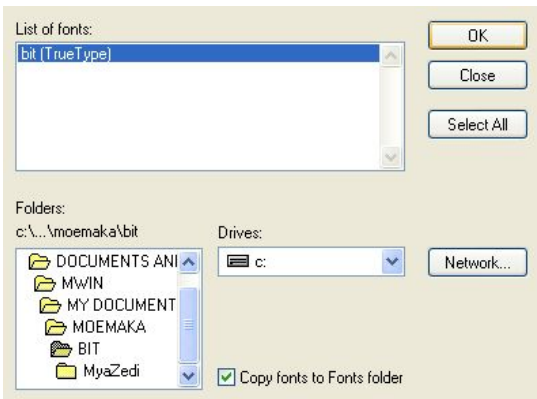 List of fonts:
bit (TrueType)
OK
Close
Select All
Folders:
c:\...\moemaka\bit
Drives:
DOCUMENTS ANI
c:
Network...
MWIN
MY DOCUMENT
MOEMAKA
BIT
MyaZedi
Copy fonts to Fonts folder